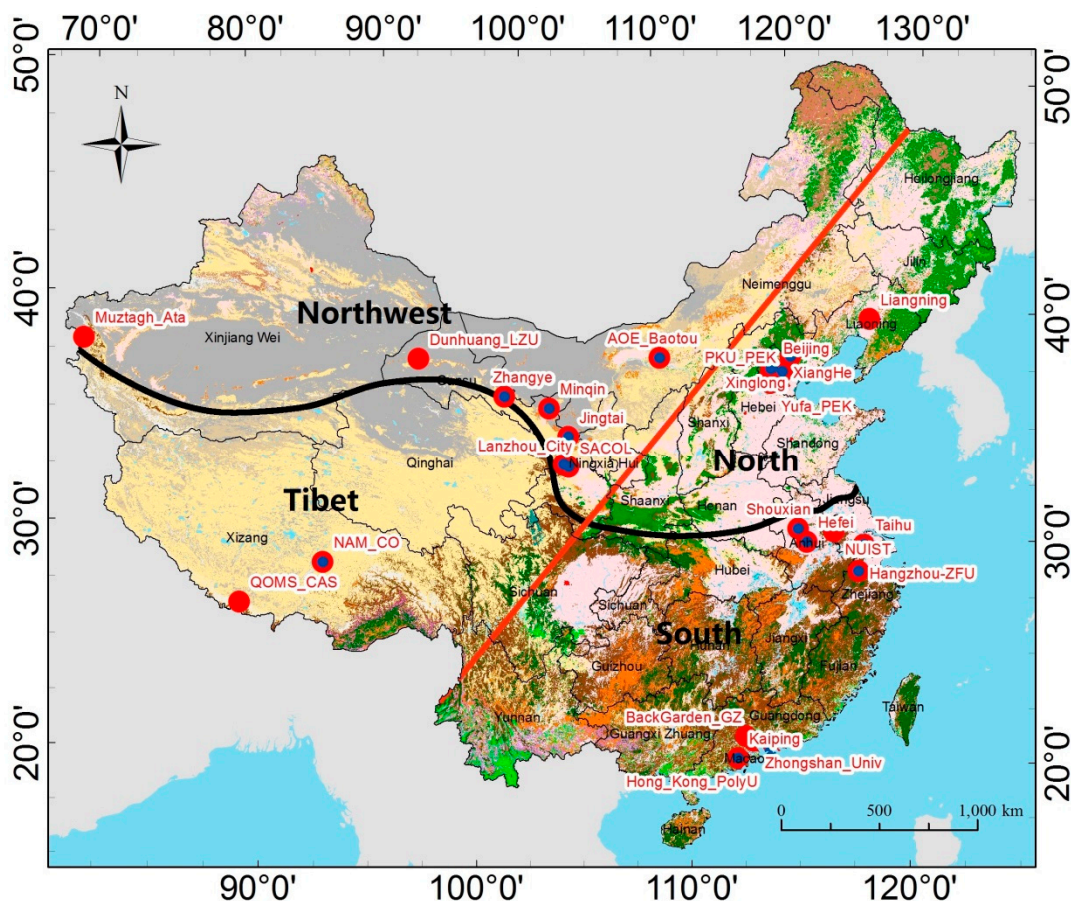 70°0' 80°0' 90°0' 100°0' 110°0' 120°0' 130°0'
50°0' 50°0'
N
Heilongjiang
Jilin
40°0' 40°0'
Neimenggu
Liangning
Liaoning
Northwest
Muztagh_Ata
Xinjiang Wei
Dunhuang_LZU
AOE_Baotou
Beijing
PKU_PEK
XiangHe
Xinglong
Zhangye
Gansu
Minqin
Hebei
Yufa_PEK
Jingtai
Shanxi
Shandong
Lanzhou_City
SACOL
Ningxia Hui
Qinghai
North
Tibet
Shaanxi
Henan
Jiangsu
30°0' 30°0'
Shouxian
Hefei
Taihu
Xizang
NAM_CO
Anhui
NUIST
QOMS_CAS
Hubei
Hangzhou-ZFU
Sichuan
Sichuan
Zhejiang
South
Hunan
Jiangxi
Guizhou
Fujian
Taiwan
Yunnan
BackGarden_GZ
Guangdong
Guangxi Zhuang
Kaiping
20°0' 20°0'
Macao
Zhongshan_Univ
Hong_Kong_PolyU
0 500 1,000 km
Hainan
90°0' 100°0' 110°0' 120°0'